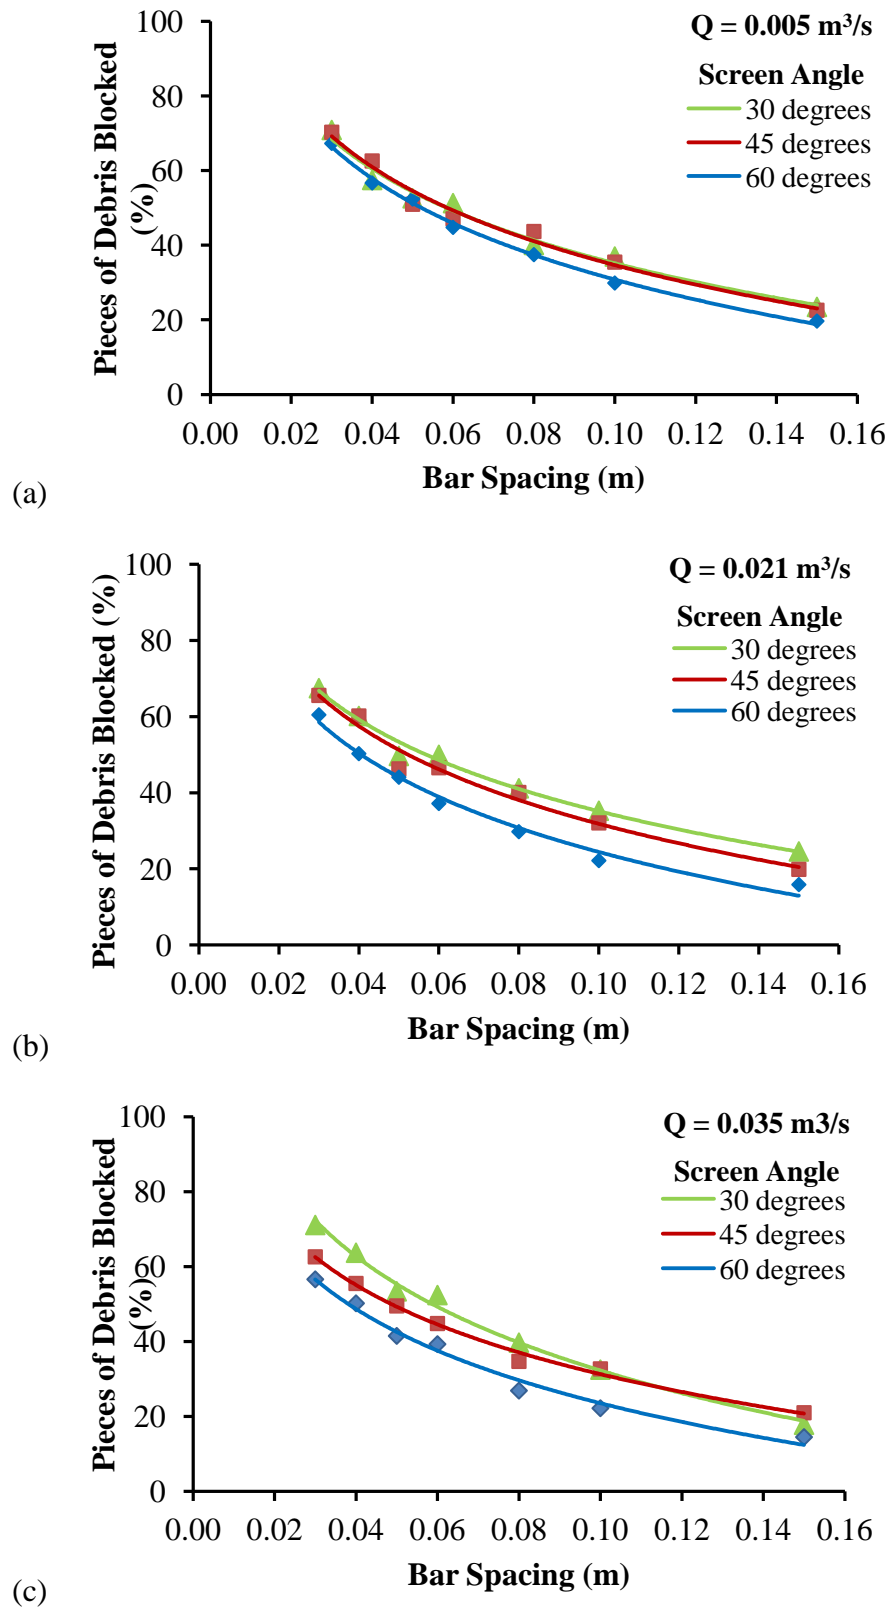 Q = 0.005 m³/s
Screen Angle
30 degrees
45 degrees
60 degrees
Pieces of Debris Blocked
(%)
100
80
60
40
20
0
0.00 0.02 0.04 0.06 0.08 0.10 0.12 0.14 0.16
Bar Spacing (m)
(a)
Q = 0.021 m³/s
Screen Angle
30 degrees
45 degrees
60 degrees
Pieces of Debris Blocked (%)
100
80
60
40
20
0
0.00 0.02 0.04 0.06 0.08 0.10 0.12 0.14 0.16
Bar Spacing (m)
(b)
Q = 0.035 m3/s
Screen Angle
30 degrees
45 degrees
60 degrees
Pieces of Debris Blocked
(%)
100
80
60
40
20
0
0.00 0.02 0.04 0.06 0.08 0.10 0.12 0.14 0.16
Bar Spacing (m)
(c)